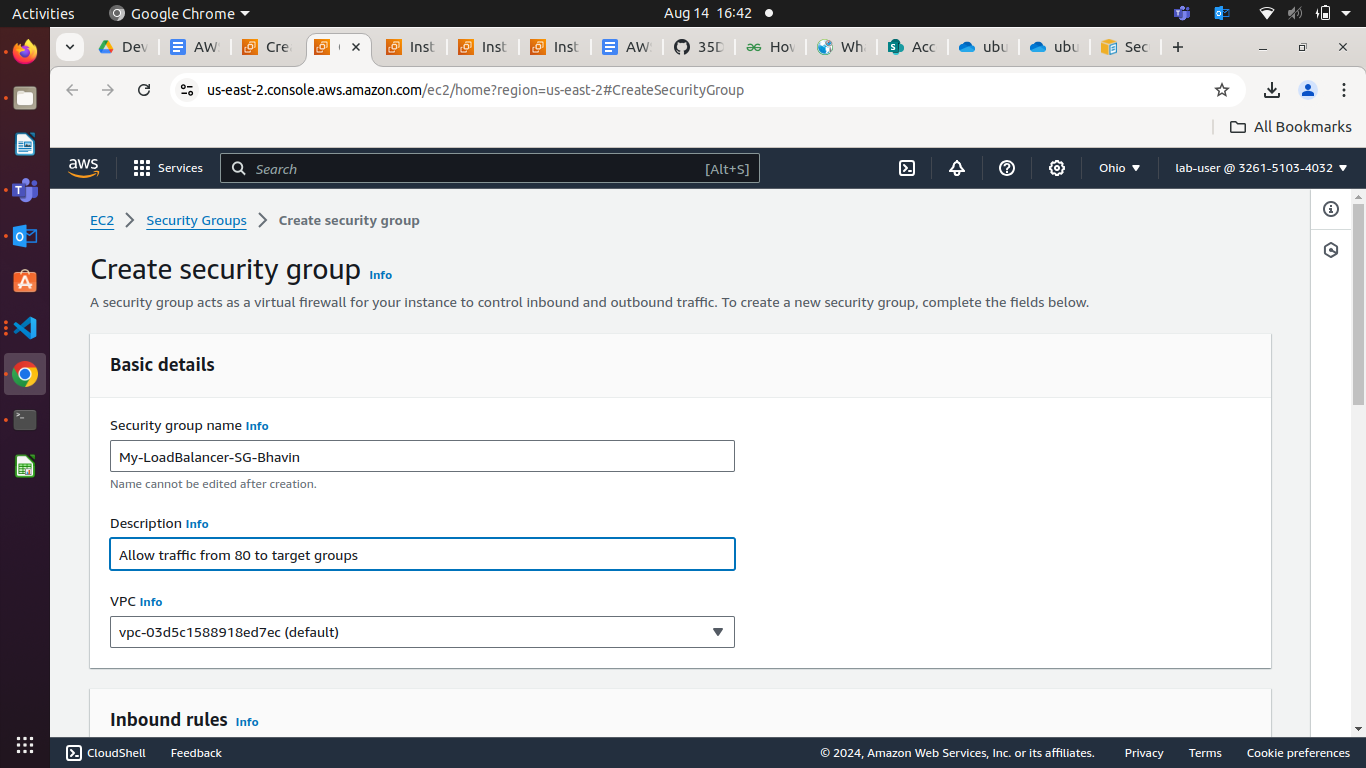 Activities Google Chrome Aug 14 16:42
Dev AWS Crea Inst Inst Inst AWS 35D How Wha Acc ubu ubu Sec
us-east-2.console.aws.amazon.com/ec2/home?region=us-east-2#CreateSecurityGroup
All Bookmarks
aws Services Search [Alt+S] Ohio lab-user @ 3261-5103-4032
EC2 Security Groups Create security group
Create security group Info
A security group acts as a virtual firewall for your instance to control inbound and outbound traffic. To create a new security group, complete the fields below.
Basic details
Security group name Info
My-LoadBalancer-SG-Bhavin
Name cannot be edited after creation.
Description Info
Allow traffic from 80 to target groups
VPC Info
vpc-03d5c1588918ed7ec (default)
Inbound rules Info
CloudShell Feedback © 2024, Amazon Web Services, Inc. or its affiliates. Privacy Terms Cookie preferences